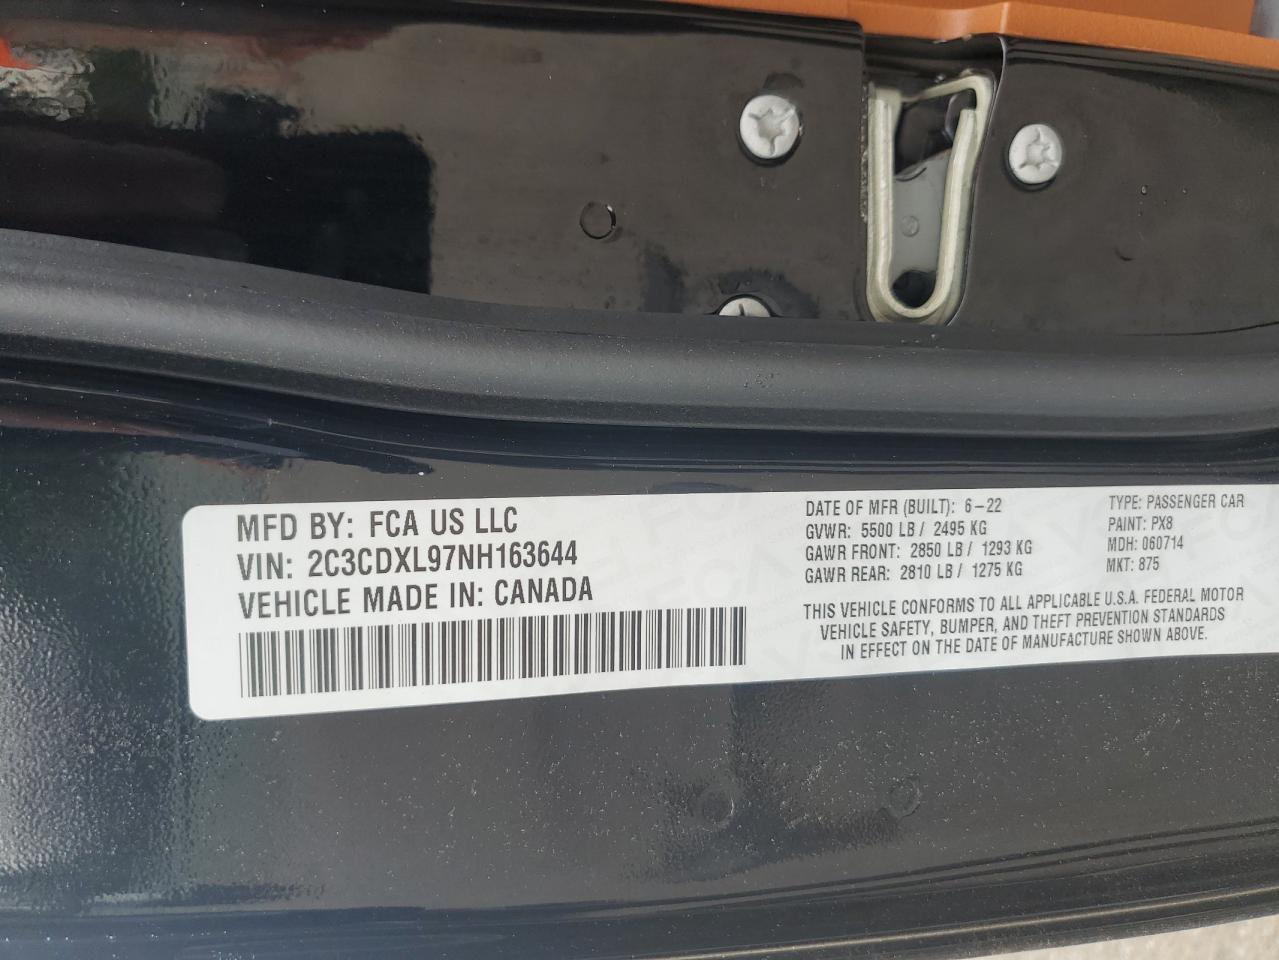 MFD BY: FCA US LLC
VIN: 2C3CDXL97NH163644
VEHICLE MADE IN: CANADA
DATE OF MFR (BUILT): 6-22
GVWR: 5500 LB / 2495 KG
GAWR FRONT: 2850 LB / 1293 KG
GAWR REAR: 2810 LB / 1275 KG
TYPE: PASSENGER CAR
PAINT: PX8
MDH: 060714
MKT: 875
THIS VEHICLE CONFORMS TO ALL APPLICABLE U.S.A. FEDERAL MOTOR
VEHICLE SAFETY, BUMPER, AND THEFT PREVENTION STANDARDS
IN EFFECT ON THE DATE OF MANUFACTURE SHOWN ABOVE.